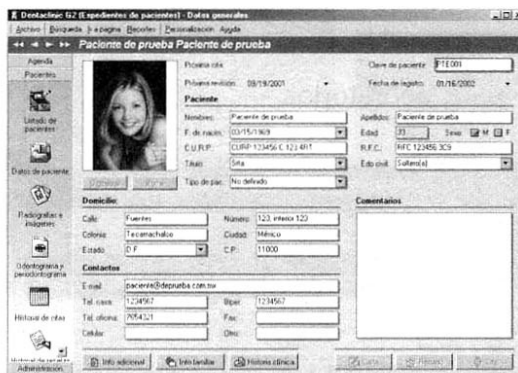 Dentaclinic G2 [Expedientes de pacientes] - Datos generales
Archivo Búsqueda Ir a página Reportes Personalización Ayuda
Paciente de prueba Paciente de prueba
Agenda
Pacientes
Listado de pacientes
Datos de paciente
Radiografías e imágenes
Odontograma y periodontograma
Historial de citas
Administración
Próxima cita
Clave de paciente PTE001
Próxima revisión 09/19/2001
Fecha de registro 01/16/2002
Paciente
Nombres Paciente de prueba Apellidos Paciente de prueba
F. de nacim. 03/15/1969 Edad 33 Sexo M F
C.U.R.P. CURP 123456 C 123 4R1 R.F.C. RFC 123456 3C9
Título Srta Edo civil Soltero(a)
Tipo de pac. No definido
Domicilio
Comentarios
Calle Fuentes Número 123, interior 123
Colonia Tecamachalco Ciudad México
Estado D.F C.P. 11000
Contactos
E-mail paciente@deprueba.com.mx
Tel. casa 1234567 Biper 1234567
Tel. oficina 7654321 Fax
Celular Otro
Info adicional Info familiar Historia clínica